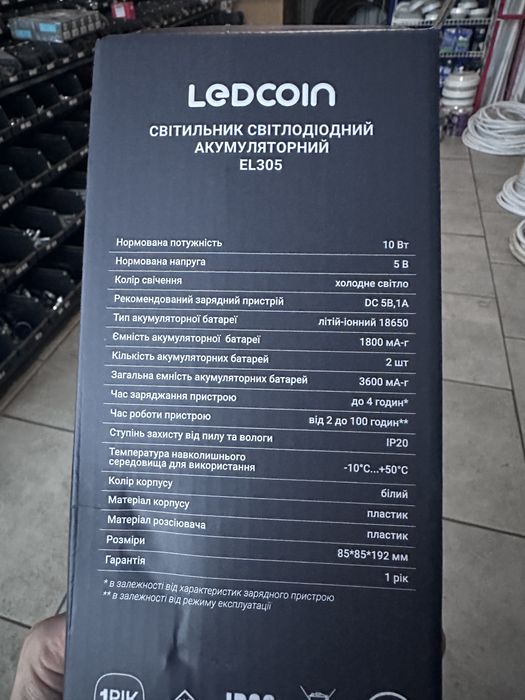 LEDCOIN
СВІТИЛЬНИК СВІТЛОДІОДНИЙ
АКУМУЛЯТОРНИЙ
EL305
Нормована потужність 10 Вт
Нормована напруга 5 В
Колір свічення холодне світло
Рекомендований зарядний пристрій DC 5В,1А
Тип акумуляторної батареї літій-іонний 18650
Ємність акумуляторної батареї 1800 мА-г
Кількість акумуляторних батарей 2 шт
Загальна ємність акумуляторних батарей 3600 мА-г
Час заряджання пристрою до 4 годин*
Час роботи пристрою від 2 до 100 годин**
Ступінь захисту від пилу та вологи IP20
Температура навколишнього
середовища для використання -10°C...+50°C
Колір корпусу білий
Матеріал корпусу пластик
Матеріал розсіювача пластик
Розміри 85*85*192 мм
Гарантія 1 рік
* в залежності від характеристик зарядного пристрою
** в залежності від режиму експлуатації
1РІК